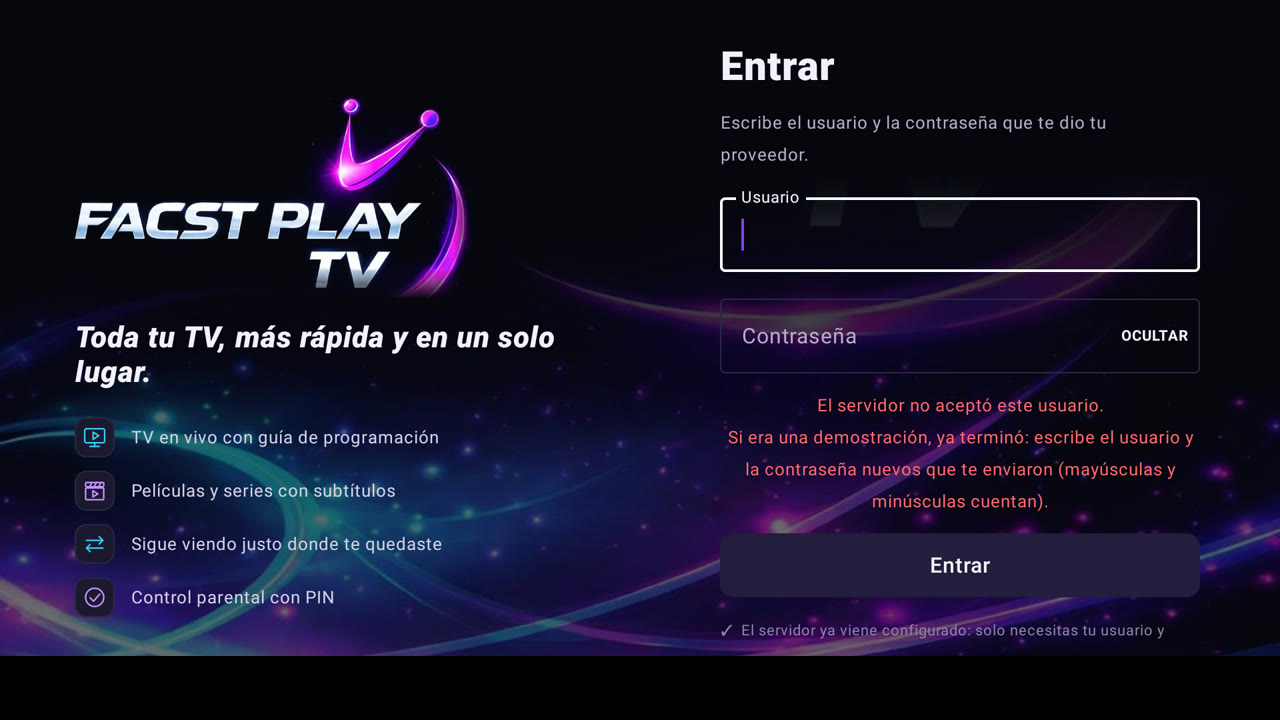 FACST PLAY
TV
Toda tu TV, más rápida y en un solo
lugar.
TV en vivo con guía de programación
Películas y series con subtítulos
Sigue viendo justo donde te quedaste
Control parental con PIN
Entrar
Escribe el usuario y la contraseña que te dio tu
proveedor.
Usuario
TV
Contraseña
OCULTAR
El servidor no aceptó este usuario.
Si era una demostración, ya terminó: escribe el usuario y
la contraseña nuevos que te enviaron (mayúsculas y
minúsculas cuentan).
Entrar
✓ El servidor ya viene configurado: solo necesitas tu usuario y